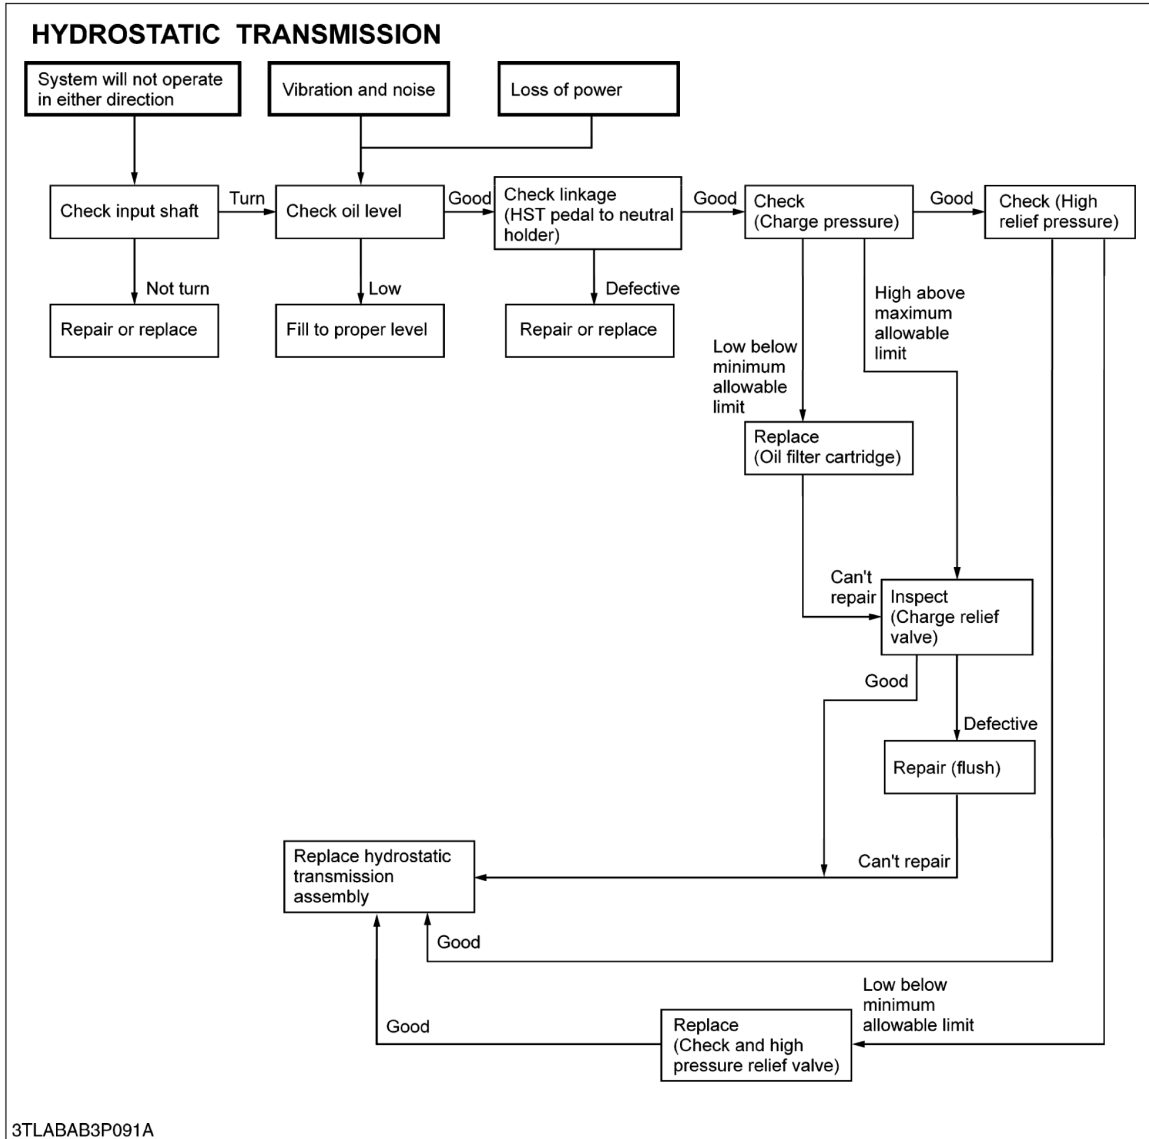 HYDROSTATIC TRANSMISSION
System will not operate
in either direction
Vibration and noise
Loss of power
Check input shaft
Turn
Check oil level
Good
Check linkage
(HST pedal to neutral
holder)
Good
Check
(Charge pressure)
Good
Check (High
relief pressure)
Not turn
Low
Defective
Repair or replace
Fill to proper level
Repair or replace
High above
maximum
allowable
limit
Low below
minimum
allowable
limit
Replace
(Oil filter cartridge)
Can't
repair
Inspect
(Charge relief
valve)
Good
Defective
Repair (flush)
Can't repair
Replace hydrostatic
transmission
assembly
Good
Low below
minimum
allowable limit
Good
Replace
(Check and high
pressure relief valve)
3TLABAB3P091A